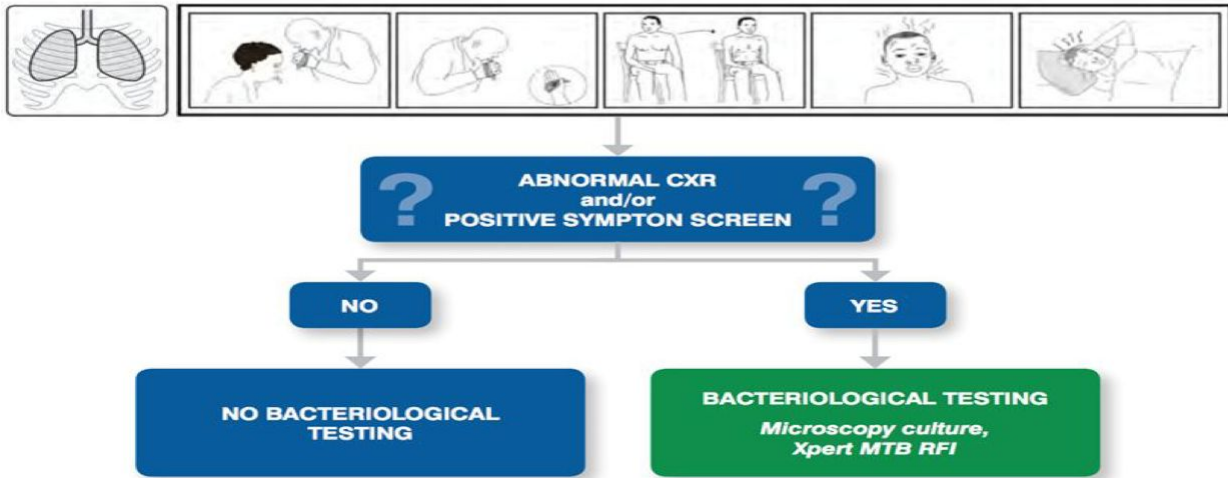 ?
ABNORMAL CXR
and/or
POSITIVE SYMPTON SCREEN
?
NO
YES
NO BACTERIOLOGICAL
TESTING
BACTERIOLOGICAL TESTING
Microscopy culture,
Xpert MTB RFI